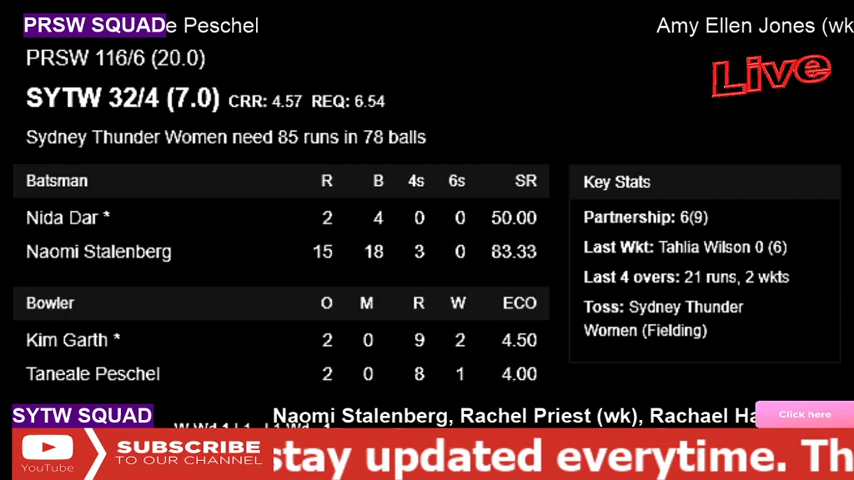 PRSW SQUAD e Peschel
Amy Ellen Jones (wk
PRSW 116/6 (20.0)
Live
SYTW 32/4 (7.0) CRR: 4.57 REQ: 6.54
Sydney Thunder Women need 85 runs in 78 balls
Batsman R B 4s 6s SR
Nida Dar * 2 4 0 0 50.00
Naomi Stalenberg 15 18 3 0 83.33
Bowler O M R W ECO
Kim Garth * 2 0 9 2 4.50
Taneale Peschel 2 0 8 1 4.00
Key Stats
Partnership: 6(9)
Last Wkt: Tahlia Wilson 0 (6)
Last 4 overs: 21 runs, 2 wkts
Toss: Sydney Thunder
Women (Fielding)
SYTW SQUAD Naomi Stalenberg, Rachel Priest (wk), Rachael Ha
Click here
YouTube
SUBSCRIBE
TO OUR CHANNEL
stay updated everytime. Th